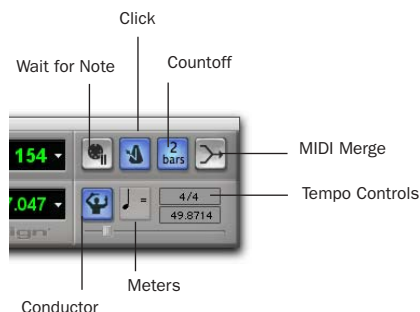 Click
Wait for Note
Countoff
154
2
bars
MIDI Merge
7.047
=
4/4
Tempo Controls
49.8714
Meters
Conductor